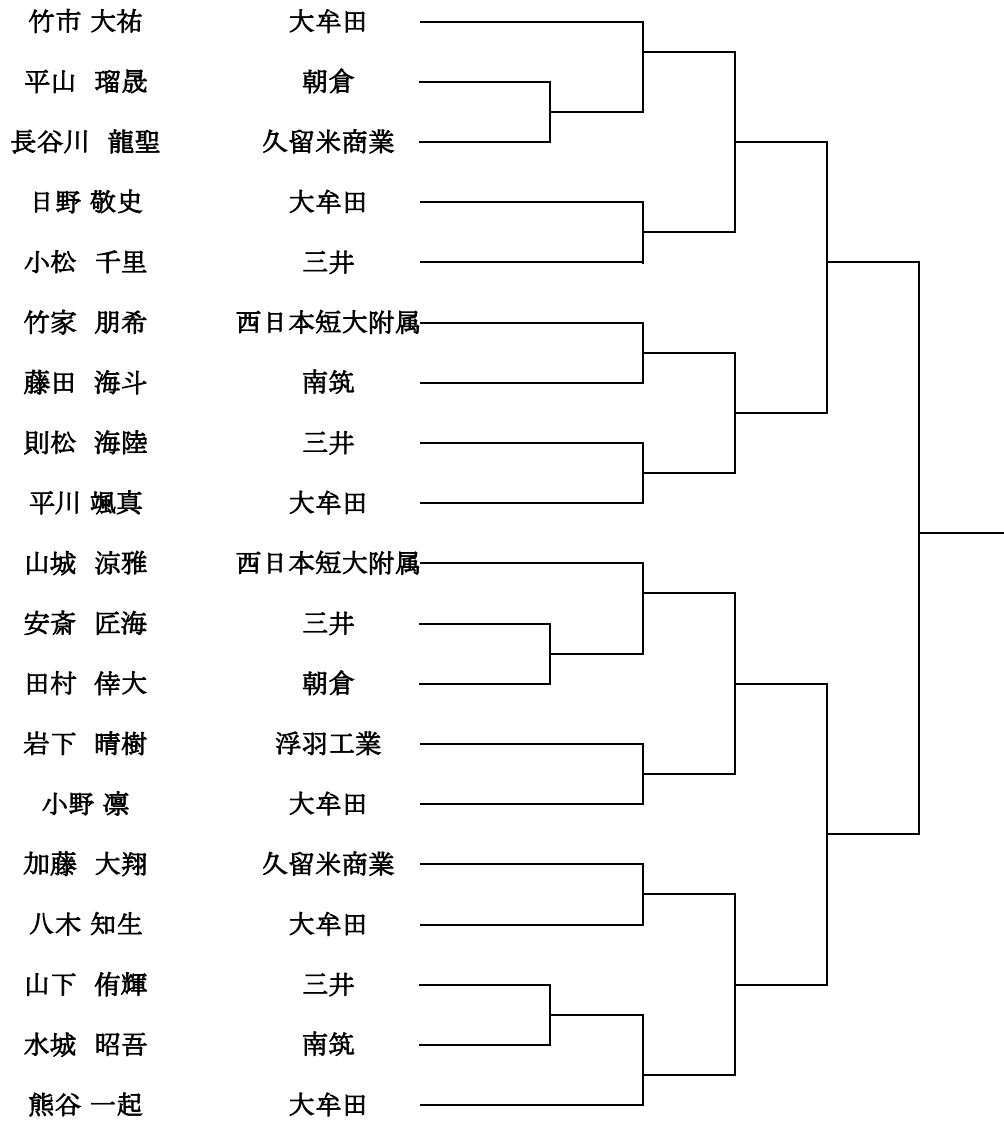 竹市 大祐 大牟田
平山 瑠晟 朝倉
長谷川 龍聖 久留米商業
日野 敬史 大牟田
小松 千里 三井
竹家 朋希 西日本短大附属
藤田 海斗 南筑
則松 海陸 三井
平川 颯真 大牟田
山城 涼雅 西日本短大附属
安斎 匠海 三井
田村 倖大 朝倉
岩下 晴樹 浮羽工業
小野 凛 大牟田
加藤 大翔 久留米商業
八木 知生 大牟田
山下 侑輝 三井
水城 昭吾 南筑
熊谷 一起 大牟田